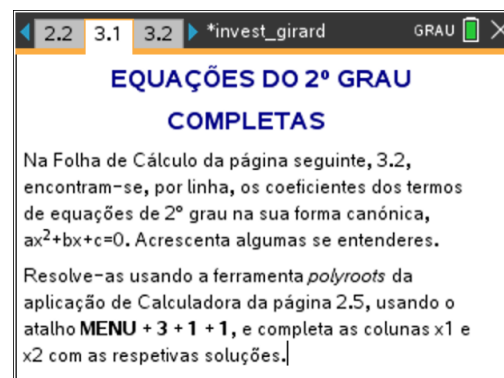 2.2 3.1 3.2 *invest_girard GRAU
EQUAÇÕES DO 2º GRAU
COMPLETAS
Na Folha de Cálculo da página seguinte, 3.2,
encontram-se, por linha, os coeficientes dos termos
de equações de 2º grau na sua forma canónica,
ax²+bx+c=0. Acrescenta algumas se entenderes.
Resolve-as usando a ferramenta polyroots da
aplicação de Calculadora da página 2.5, usando o
atalho MENU + 3 + 1 + 1, e completa as colunas x1 e
x2 com as respetivas soluções.